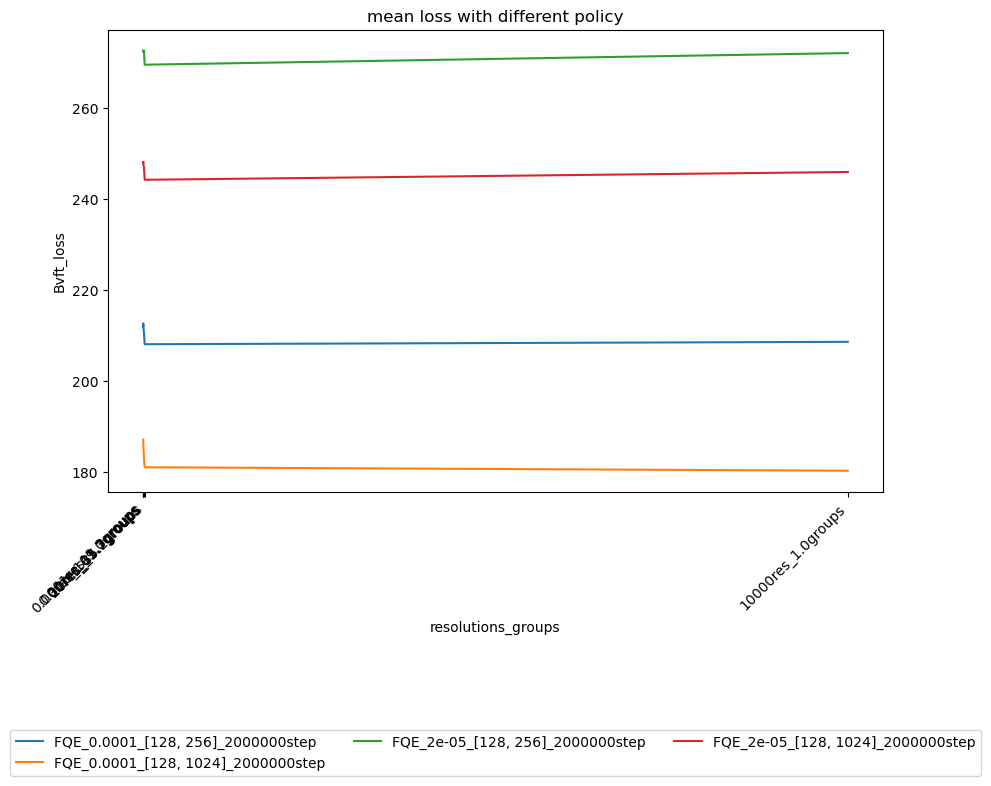 mean loss with different policy
Bvft_loss
260
240
220
200
180
10000res_1.0groups
resolutions_groups
FQE_0.0001_[128, 256]_2000000step
FQE_2e-05_[128, 256]_2000000step
FQE_2e-05_[128, 1024]_2000000step
FQE_0.0001_[128, 1024]_2000000step